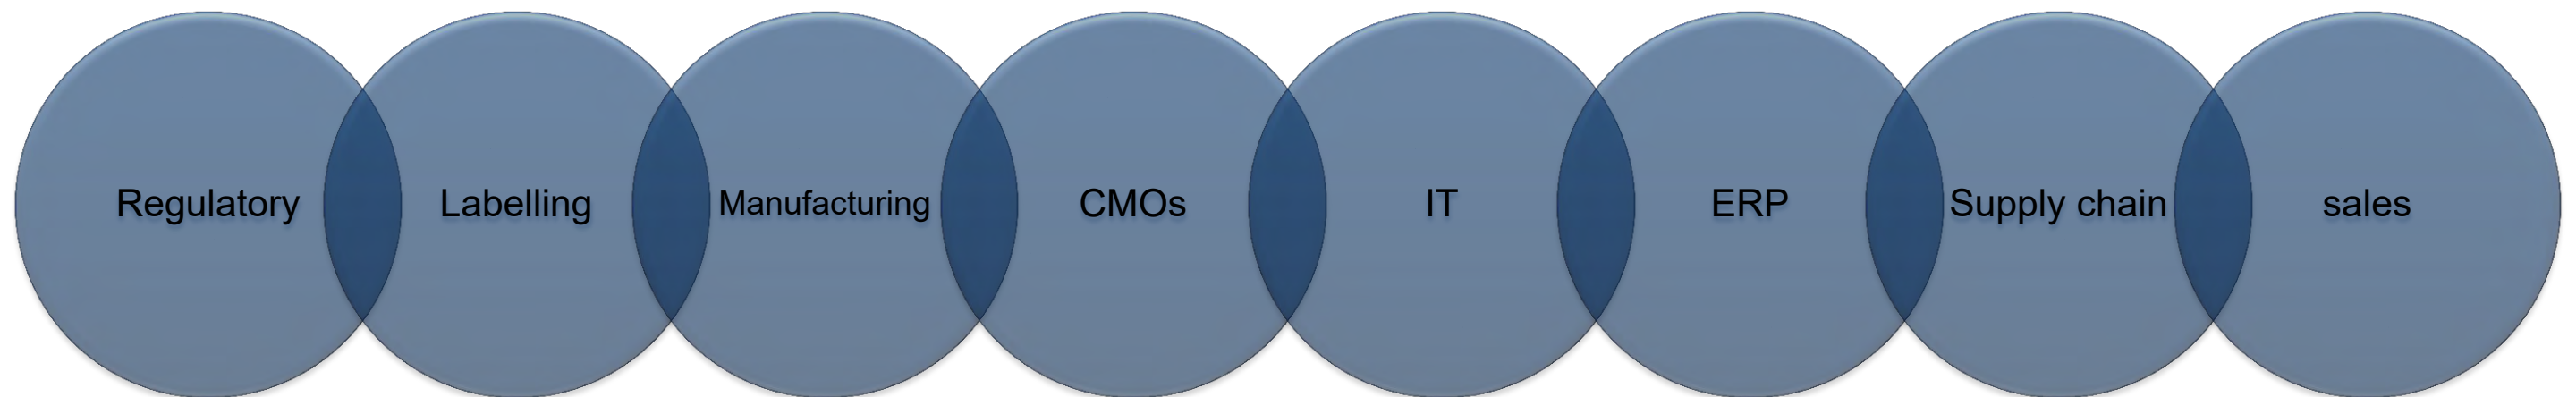 Regulatory
Labelling
Manufacturing
CMOs
IT
ERP
Supply chain
sales